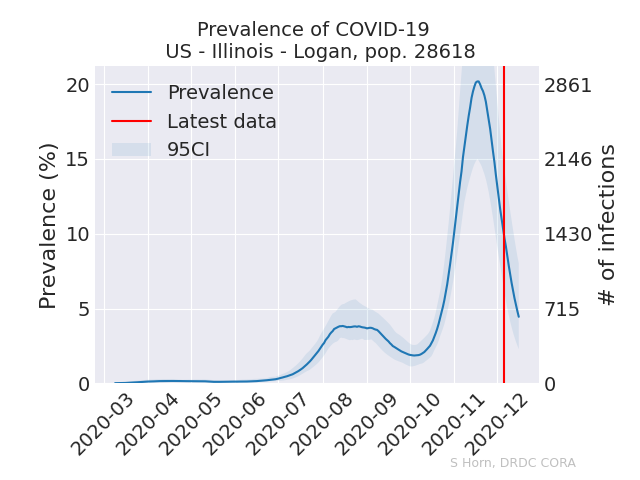 Prevalence of COVID-19
US - Illinois - Logan, pop. 28618
Prevalence (%)
20
15
10
5
0
Prevalence
Latest data
95CI
2861
2146
1430
715
0
# of infections
2020-03
2020-04
2020-05
2020-06
2020-07
2020-08
2020-09
2020-10
2020-11
2020-12
S Horn, DRDC CORA